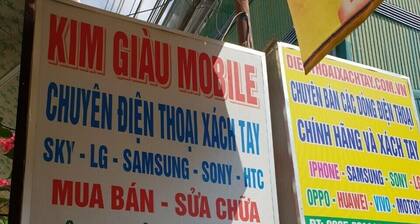 KIM GIÀU MOBILE
CHUYÊN ĐIỆN THOẠI XÁCH TAY
SKY - LG - SAMSUNG - SONY - HTC
MUA BÁN - SỬA CHỮA
DIENTHOAIXACHTAY.COM.VN
CHUYÊN BÁN CÁC DÒNG ĐIỆN THOẠI
CHÍNH HÃNG VÀ XÁCH TAY
IPHONE - SAMSUNG - SONY - LG
OPPO - HUAWEI - VIVO -